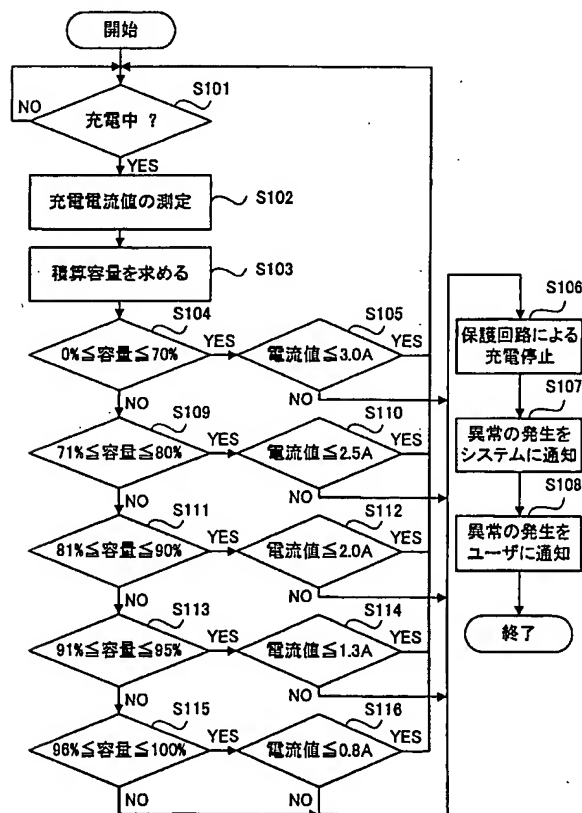 開始
S101
NO
充電中 ?
YES
充電電流値の測定
S102
積算容量を求める
S103
S104
0%≦容量≦70%
YES
S105
電流値≦3.0A
YES
NO
NO
S109
71%≦容量≦80%
YES
S110
電流値≦2.5A
YES
NO
NO
S111
81%≦容量≦90%
YES
S112
電流値≦2.0A
YES
NO
NO
S113
91%≦容量≦95%
YES
S114
電流値≦1.3A
YES
NO
NO
S115
96%≦容量≦100%
YES
S116
電流値≦0.8A
YES
NO
NO
S106
保護回路による
充電停止
S107
異常の発生を
システムに通知
S108
異常の発生を
ユーザに通知
終了